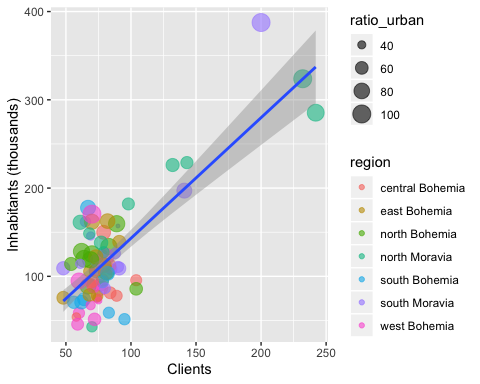 Inhabitants (thousands)
400
300
200
100
50
100
150
200
250
Clients
ratio_urban
40
60
80
100
region
central Bohemia
east Bohemia
north Bohemia
north Moravia
south Bohemia
south Moravia
west Bohemia